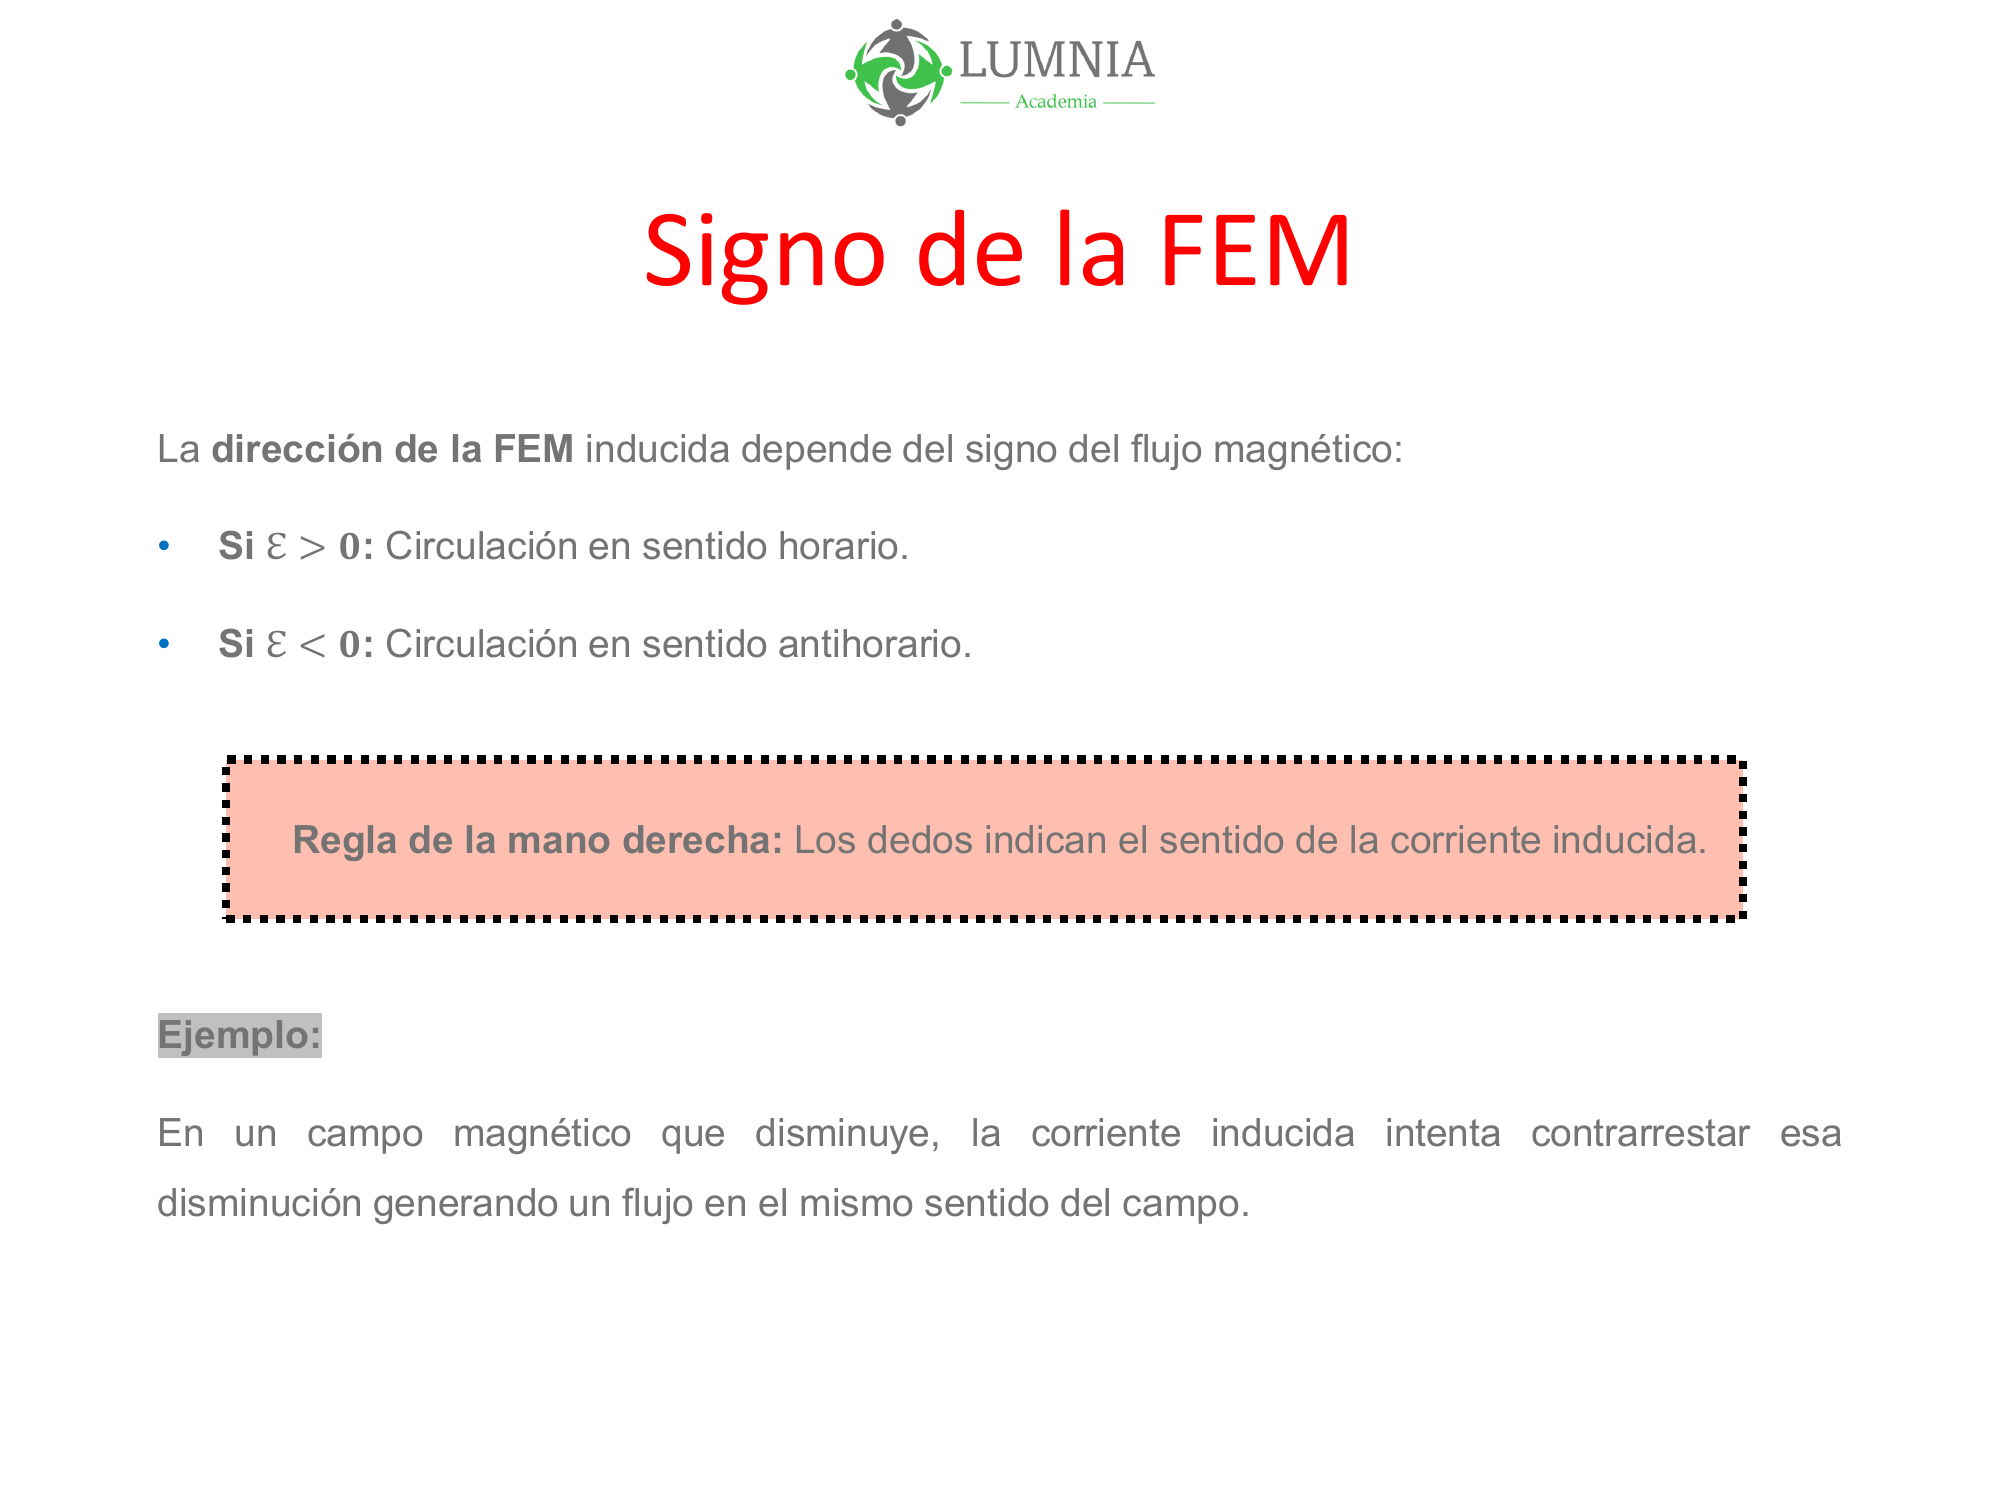 LUMNIA
Academia
Signo de la FEM
La dirección de la FEM inducida depende del signo del flujo magnético:
• Si ℇ > 0: Circulación en sentido horario.
• Si ℇ < 0: Circulación en sentido antihorario.
Regla de la mano derecha: Los dedos indican el sentido de la corriente inducida.
Ejemplo:
En un campo magnético que disminuye, la corriente inducida intenta contrarrestar esa
disminución generando un flujo en el mismo sentido del campo.